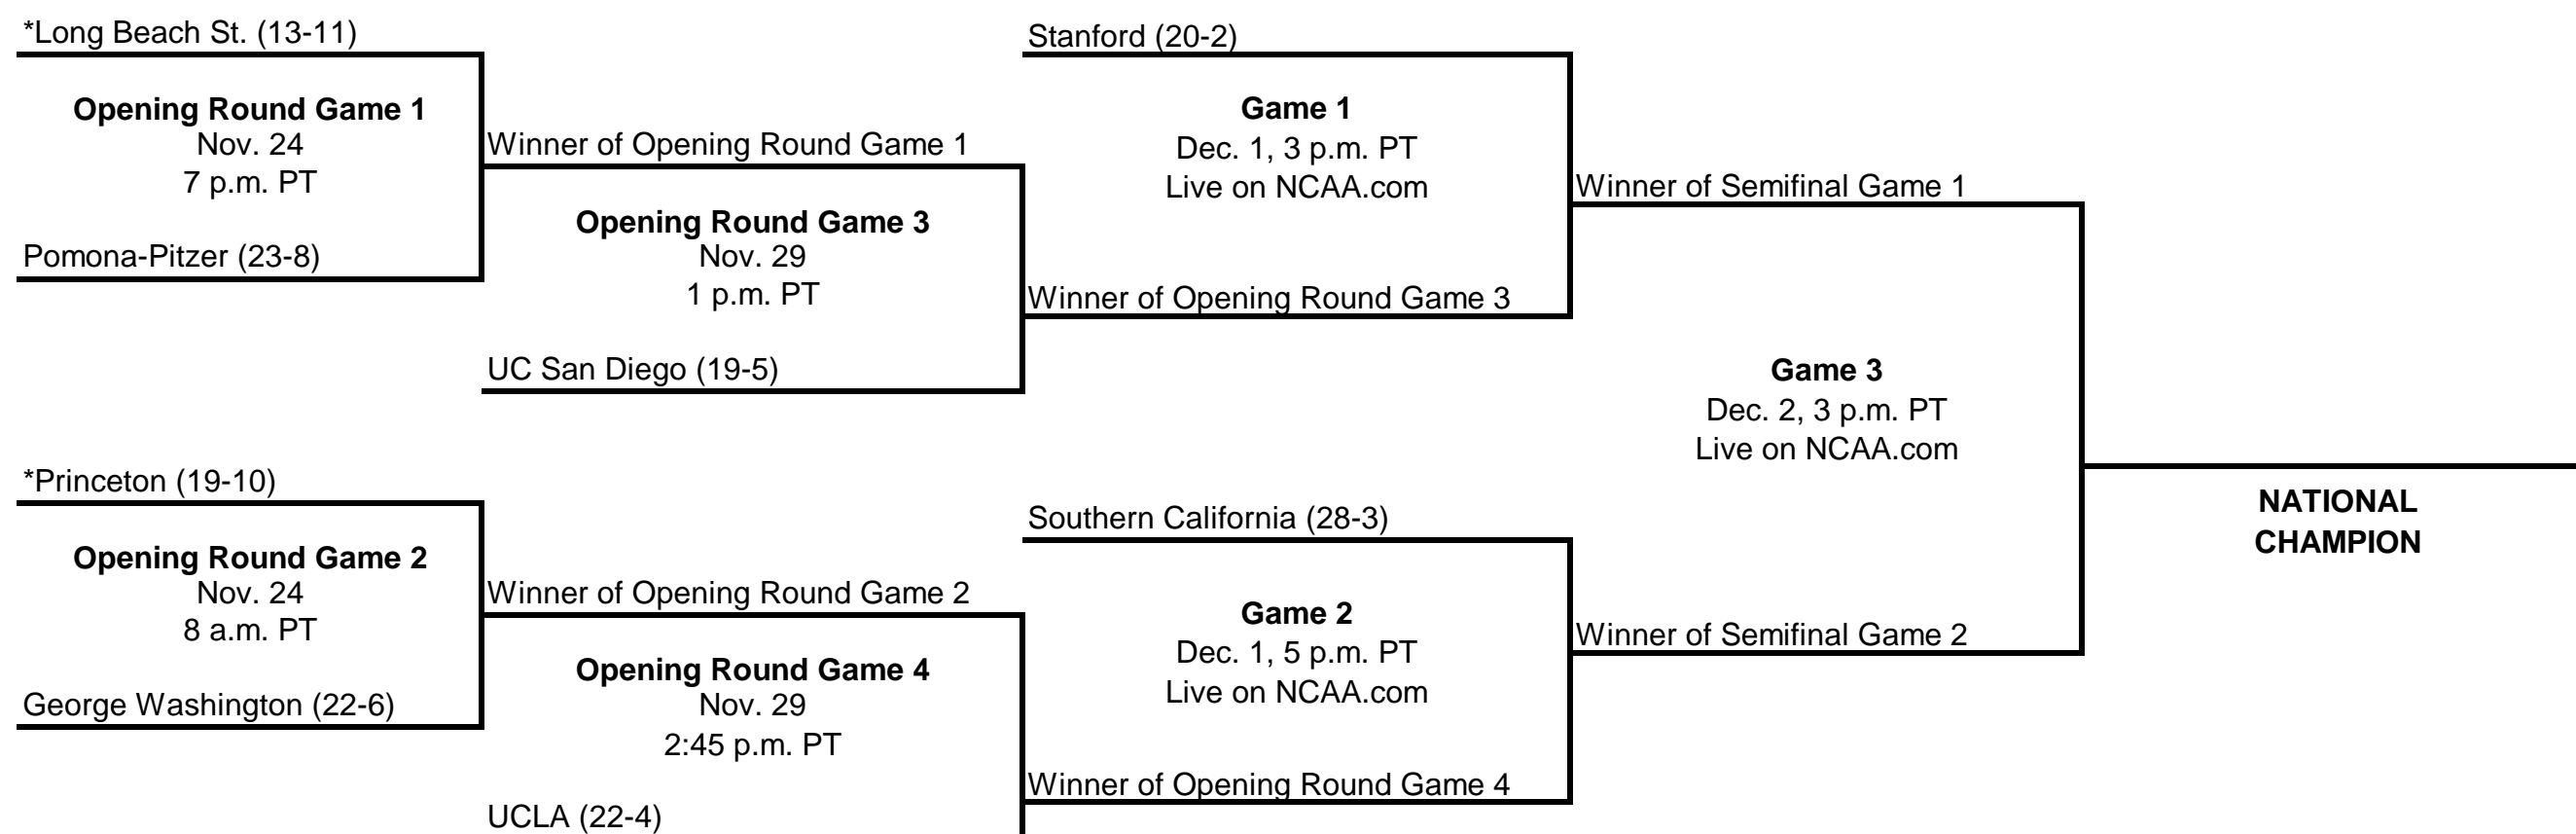 *Long Beach St. (13-11)
Opening Round Game 1
Nov. 24
7 p.m. PT
Pomona-Pitzer (23-8)
*Princeton (19-10)
Opening Round Game 2
Nov. 24
8 a.m. PT
George Washington (22-6)
Winner of Opening Round Game 1
Opening Round Game 3
Nov. 29
1 p.m. PT
UC San Diego (19-5)
Winner of Opening Round Game 2
Opening Round Game 4
Nov. 29
2:45 p.m. PT
UCLA (22-4)
Stanford (20-2)
Game 1
Dec. 1, 3 p.m. PT
Live on NCAA.com
Winner of Opening Round Game 3
Southern California (28-3)
Game 2
Dec. 1, 5 p.m. PT
Live on NCAA.com
Winner of Opening Round Game 4
Winner of Semifinal Game 1
Game 3
Dec. 2, 3 p.m. PT
Live on NCAA.com
Winner of Semifinal Game 2
NATIONAL
CHAMPION